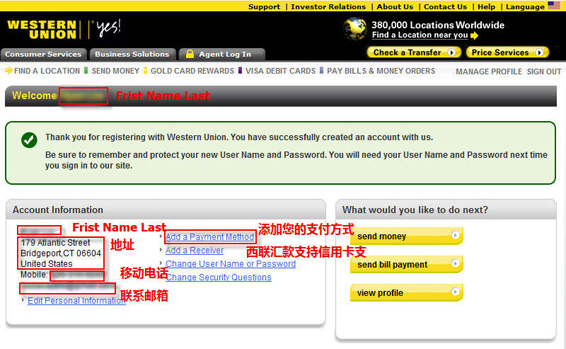 Support | Investor Relations | About Us | Contact Us | Help | Language
WESTERN UNION | yes!
380,000 Locations Worldwide
Find a Location near you
Consumer Services Business Solutions Agent Log In
Check a Transfer Price Services
FIND A LOCATION SEND MONEY GOLD CARD REWARDS VISA DEBIT CARDS PAY BILLS & MONEY ORDERS MANAGE PROFILE SIGN OUT
Welcome Frist Name Last
Thank you for registering with Western Union. You have successfully created an account with us.
Be sure to remember and protect your new User Name and Password. You will need your User Name and Password next time
you sign in to our site.
Account Information
Frist Name Last
179 Atlantic Street
Bridgeport,CT 06604
United States
地址
Mobile:
移动电话
联系邮箱
Edit Personal Information
Add a Payment Method
添加您的支付方式
Add a Receiver
西联汇款支持信用卡支
Change User Name or Password
Change Security Questions
What would you like to do next?
send money
send bill payment
view profile